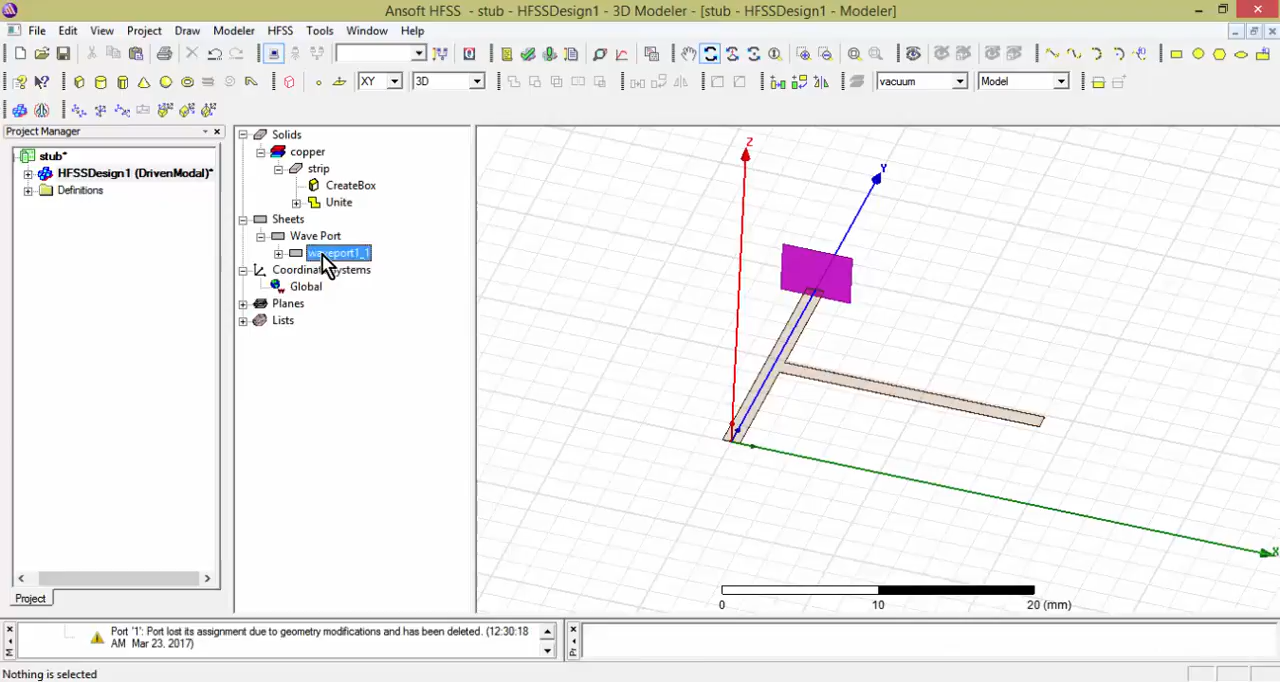 Ansoft HFSS - stub - HFSSDesign1 - 3D Modeler - [stub - HFSSDesign1 - Modeler]
File Edit View Project Draw Modeler HFSS Tools Window Help
XY 3D vacuum Model
Project Manager
stub*
HFSSDesign1 (DrivenModal)*
Definitions
Project
Solids
copper
strip
CreateBox
Unite
Sheets
Wave Port
waveport1_1
Coordinate Systems
Global
Planes
Lists
Z
Y
X
0 10 20 (mm)
Port '1': Port lost its assignment due to geometry modifications and has been deleted. (12:30:18
AM Mar 23, 2017)
Nothing is selected